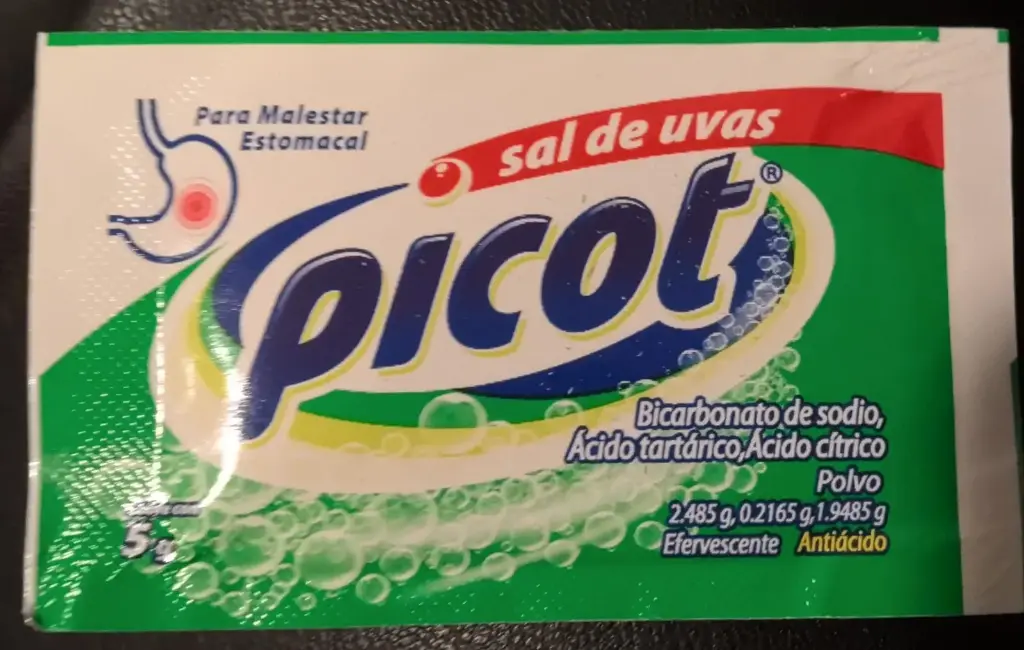 Para Malestar
Estomacal
sal de uvas
picot®
Bicarbonato de sodio,
Ácido tartárico,Ácido cítrico
Polvo
2.485 g, 0.2165 g,1.9485 g
Efervescente Antiácido
5 g